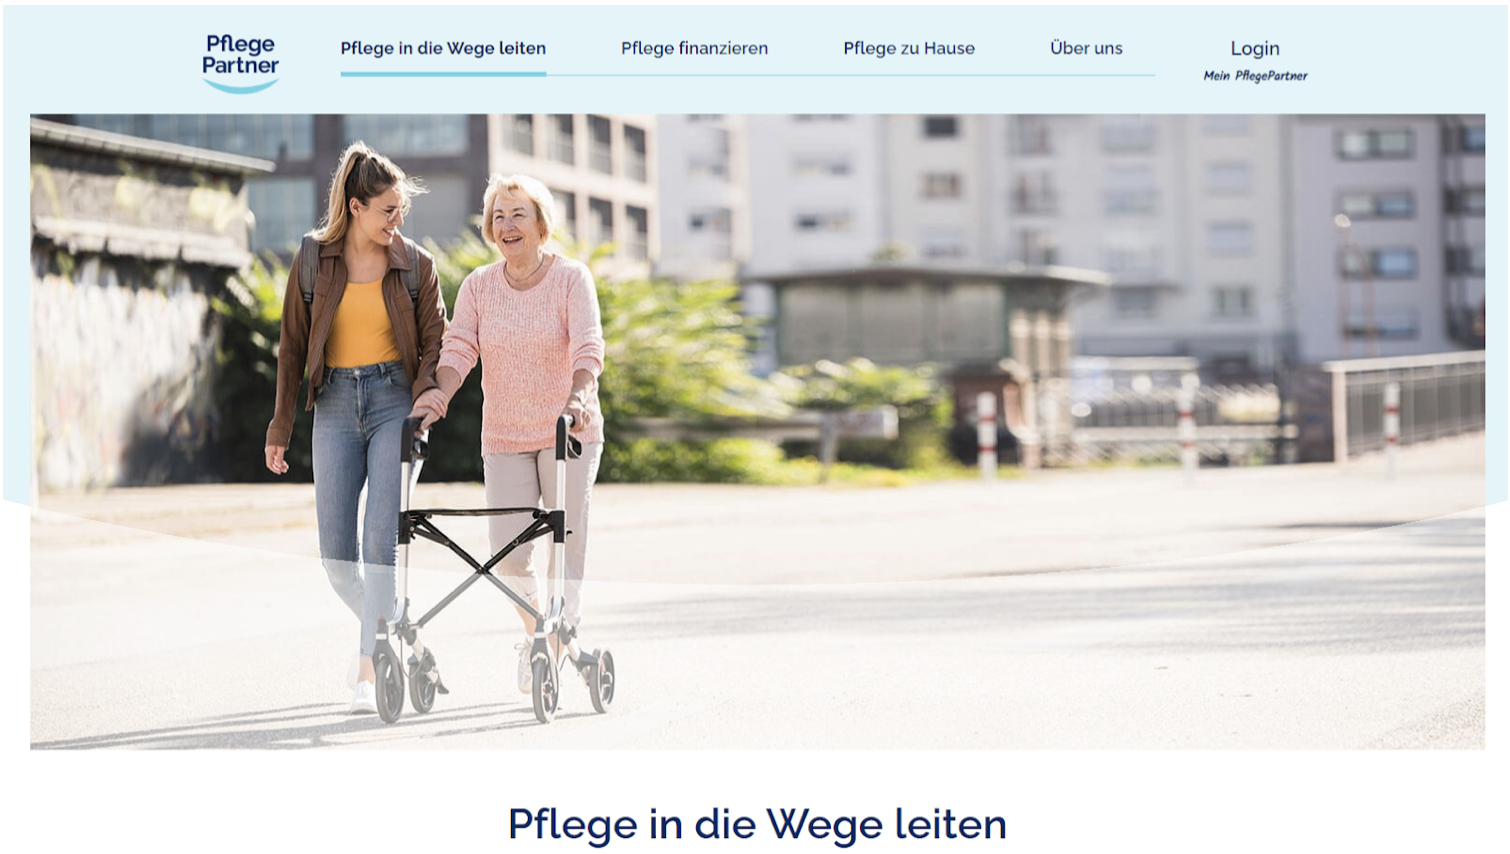 Pflege
Partner
Pflege in die Wege leiten
Pflege finanzieren
Pflege zu Hause
Über uns
Login
Mein PflegePartner
Pflege in die Wege leiten